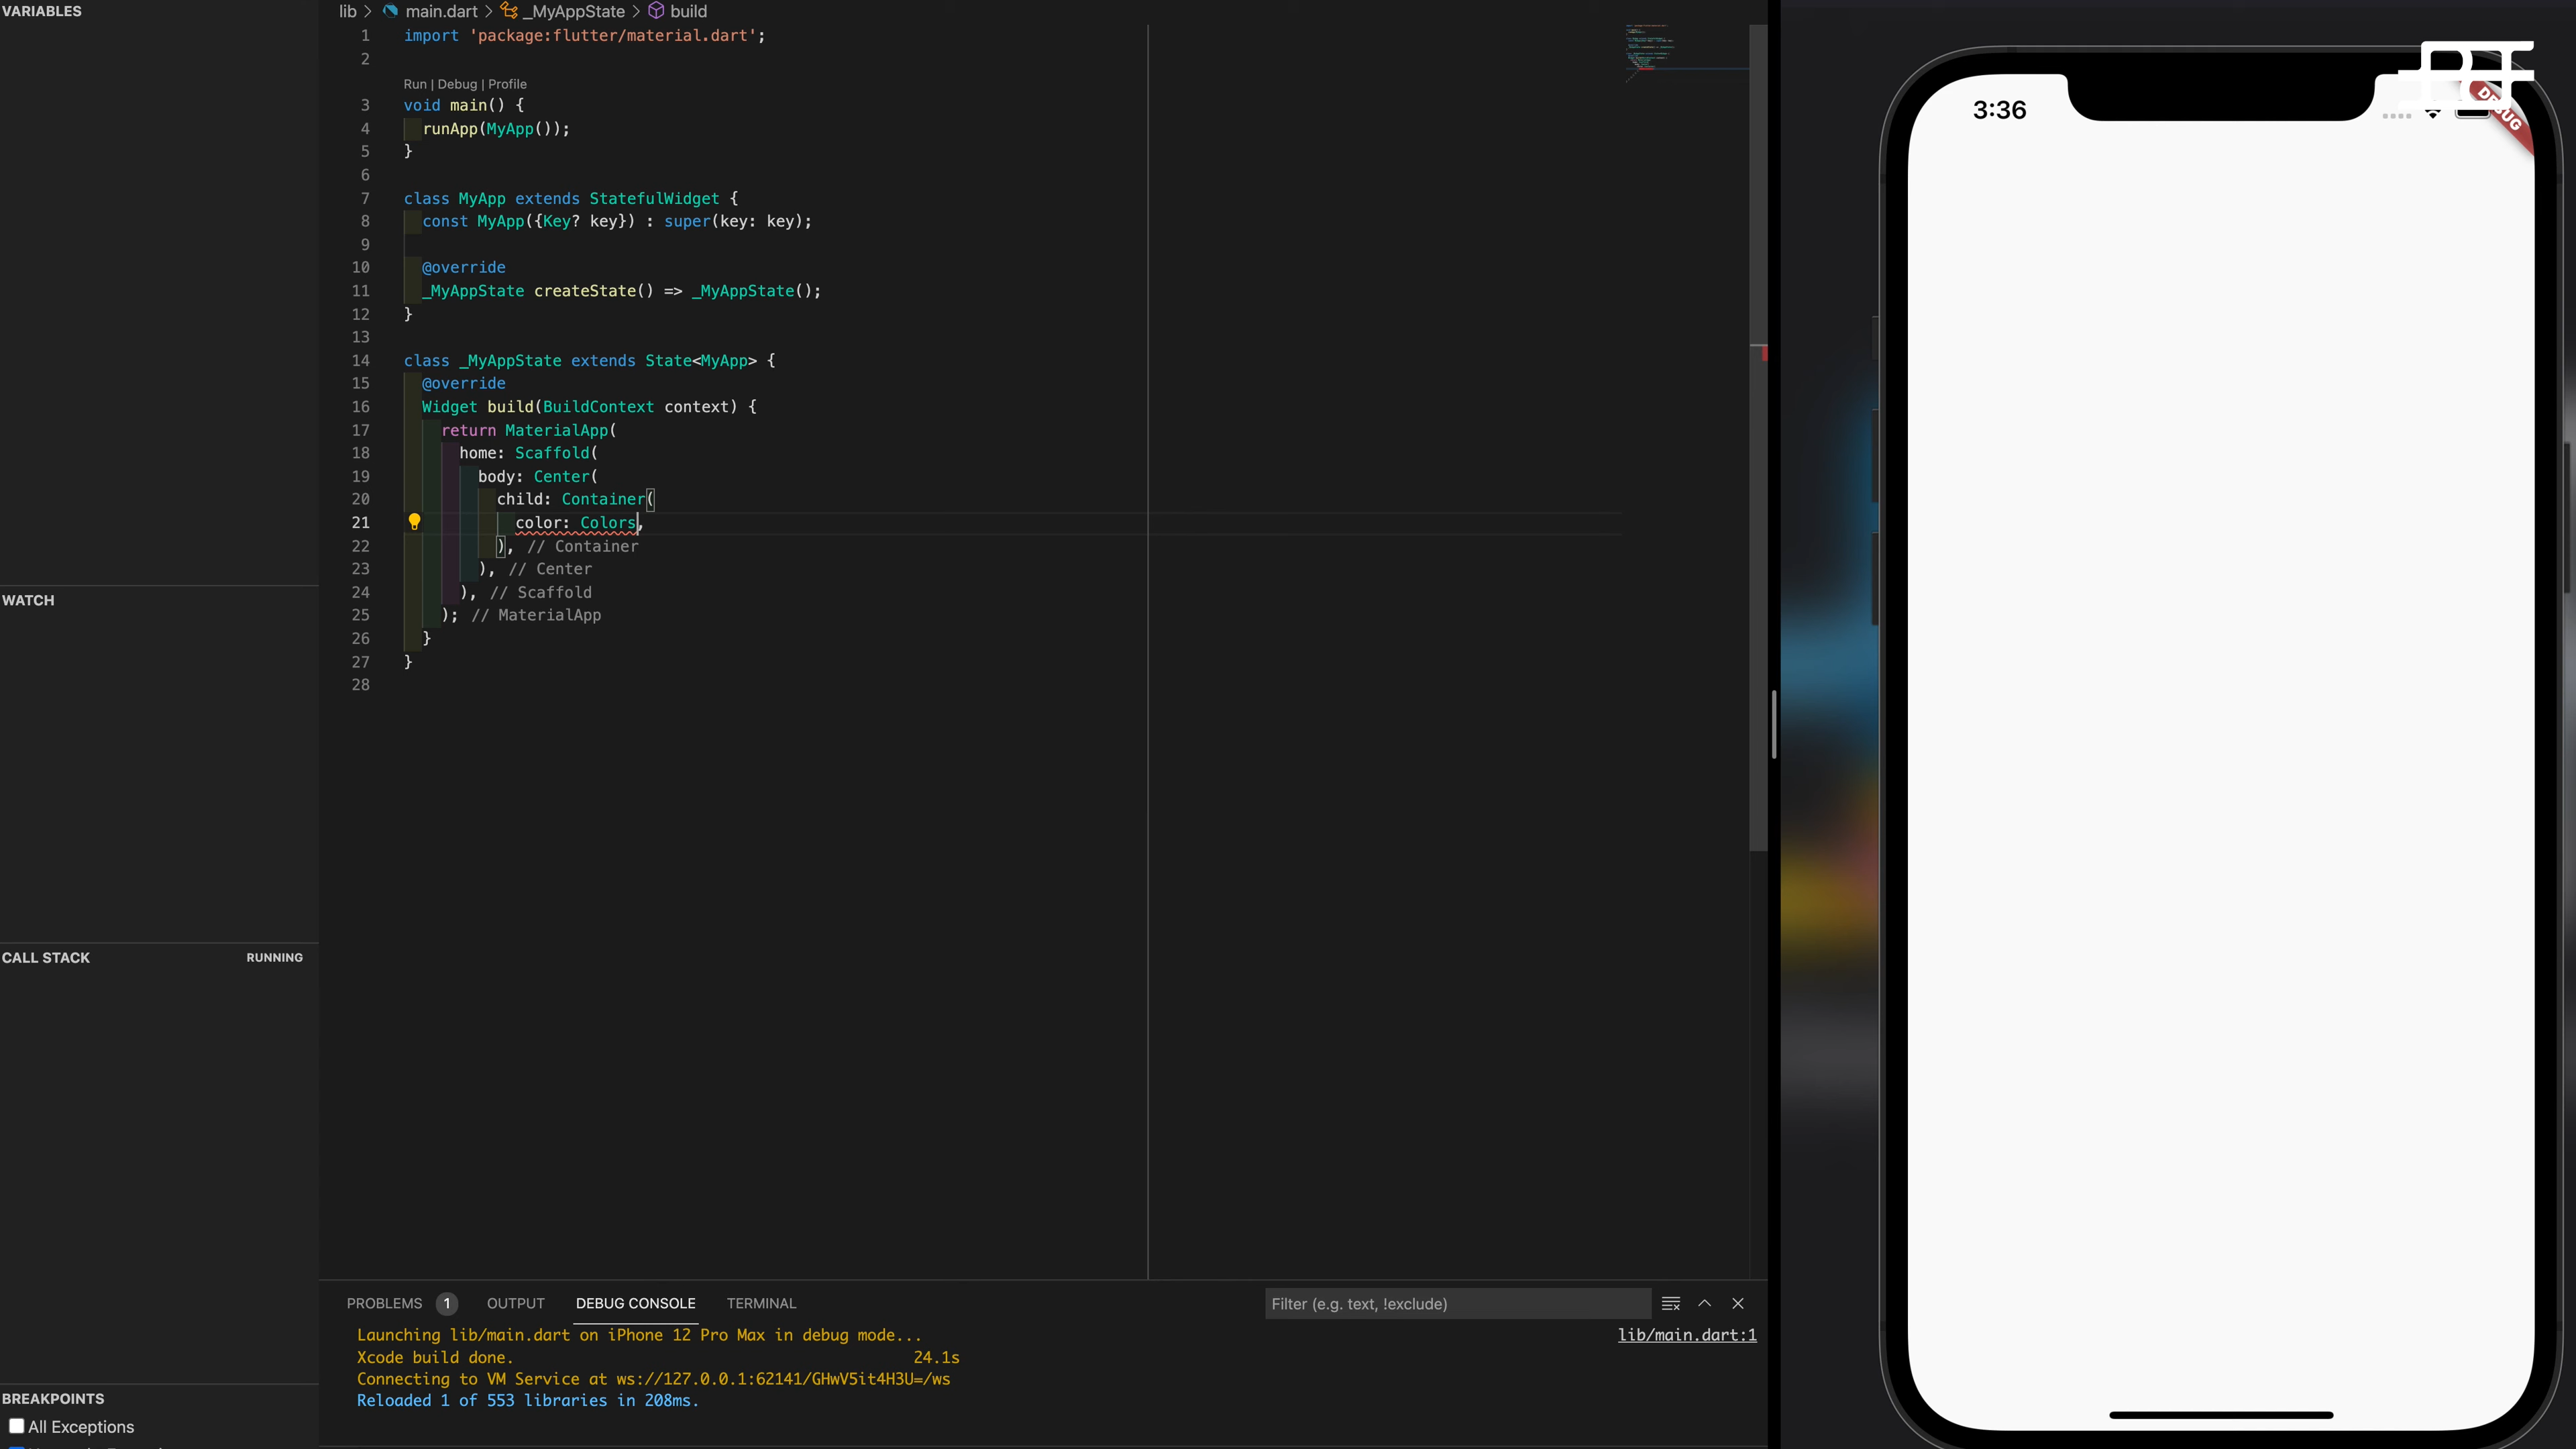 VARIABLES
WATCH
CALL STACK RUNNING
BREAKPOINTS
All Exceptions
lib > main.dart > _MyAppState > build
1 import 'package:flutter/material.dart';
2
Run | Debug | Profile
3 void main() {
4 runApp(MyApp());
5 }
6
7 class MyApp extends StatefulWidget {
8 const MyApp({Key? key}) : super(key: key);
9
10 @override
11 _MyAppState createState() => _MyAppState();
12 }
13
14 class _MyAppState extends State<MyApp> {
15 @override
16 Widget build(BuildContext context) {
17 return MaterialApp(
18 home: Scaffold(
19 body: Center(
20 child: Container(
21 color: Colors,
22 ), // Container
23 ), // Center
24 ), // Scaffold
25 ); // MaterialApp
26 }
27 }
28
PROBLEMS 1 OUTPUT DEBUG CONSOLE TERMINAL Filter (e.g. text, !exclude)
Launching lib/main.dart on iPhone 12 Pro Max in debug mode... lib/main.dart:1
Xcode build done. 24.1s
Connecting to VM Service at ws://127.0.0.1:62141/GHwV5it4H3U=/ws
Reloaded 1 of 553 libraries in 208ms.
3:36
DEBUG